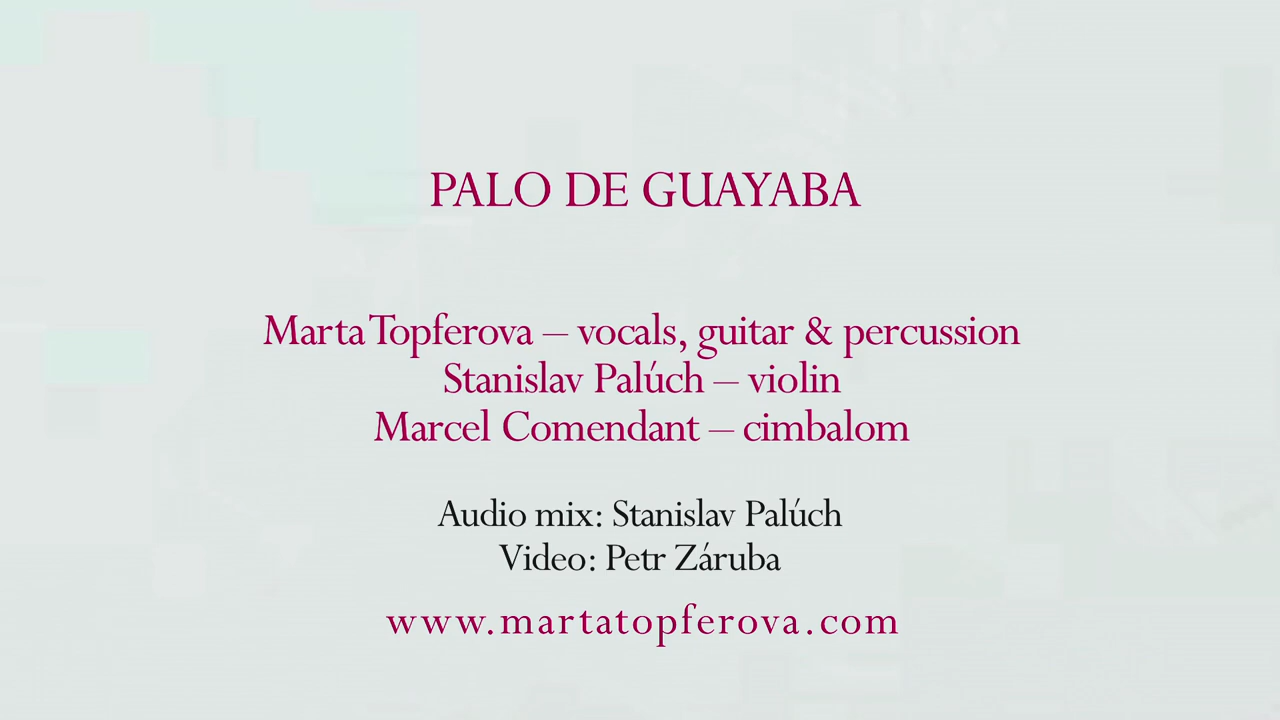 PALO DE GUAYABA
Marta Topferova – vocals, guitar & percussion
Stanislav Palúch – violin
Marcel Comendant – cimbalom
Audio mix: Stanislav Palúch
Video: Petr Záruba
www.martatopferova.com